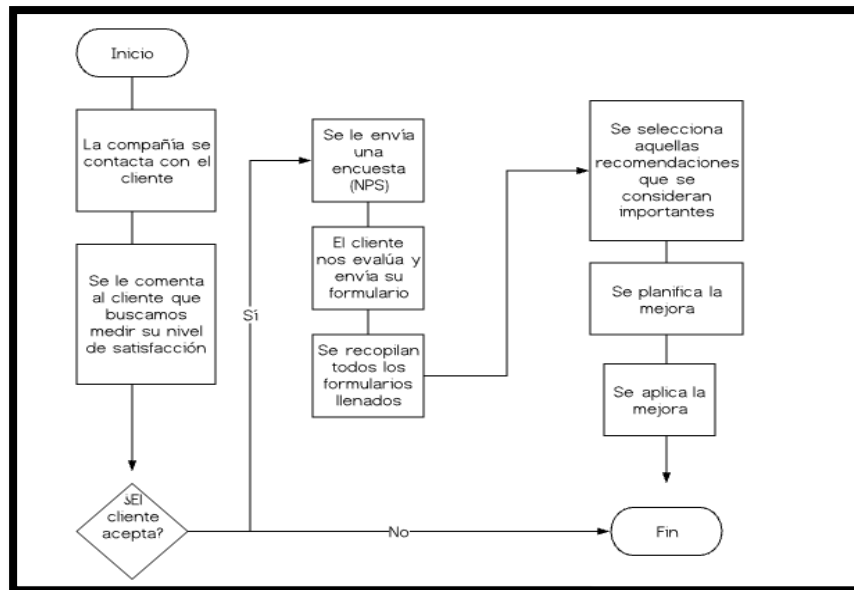 Inicio
La compañía se
contacta con el
cliente
Se le comenta
al cliente que
buscamos
medir su nivel
de satisfacción
¿El
cliente
acepta?
Sí
Se le envía
una
encuesta
(NPS)
El cliente
nos evalúa y
envía su
formulario
Se recopilan
todos los
formularios
llenados
Se selecciona
aquellas
recomendaciones
que se
consideran
importantes
Se planifica la
mejora
Se aplica la
mejora
No
Fin